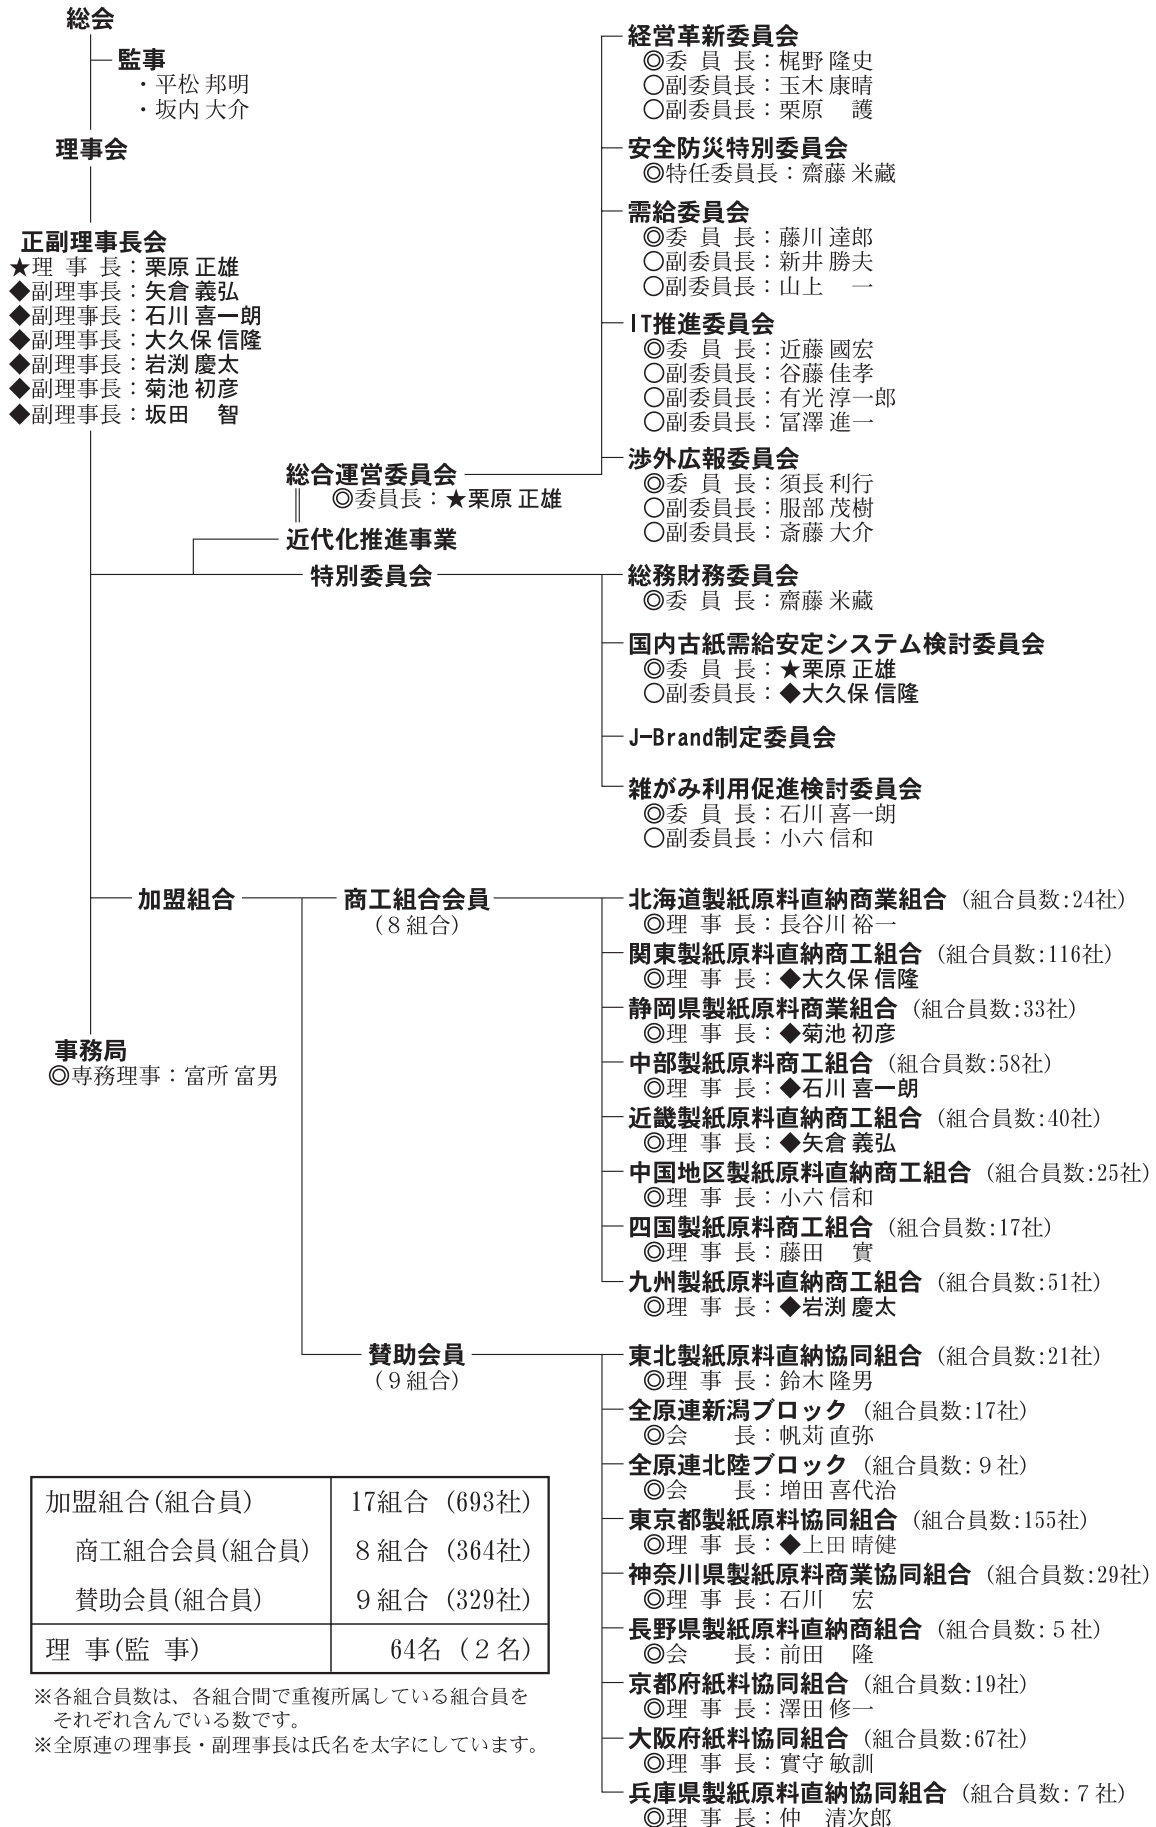 総会
監事
・平松 邦明
・坂内 大介
理事会
正副理事長会
★理 事 長：栗原 正雄
◆副理事長：矢倉 義弘
◆副理事長：石川 喜一朗
◆副理事長：大久保 信隆
◆副理事長：岩渕 慶太
◆副理事長：菊池 初彦
◆副理事長：坂田　智
総合運営委員会
◎委員長：★栗原 正雄
近代化推進事業
経営革新委員会
◎委 員 長：梶野 隆史
○副委員長：玉木 康晴
○副委員長：栗原　護
安全防災特別委員会
◎特任委員長：齋藤 米藏
需給委員会
◎委 員 長：藤川 達郎
○副委員長：新井 勝夫
○副委員長：山上　一
IT推進委員会
◎委 員 長：近藤 國宏
○副委員長：谷藤 佳孝
○副委員長：有光 淳一郎
○副委員長：冨澤 進一
渉外広報委員会
◎委 員 長：須長 利行
○副委員長：服部 茂樹
○副委員長：斎藤 大介
特別委員会
総務財務委員会
◎委 員 長：齋藤 米藏
国内古紙需給安定システム検討委員会
◎委 員 長：★栗原 正雄
○副委員長：◆大久保 信隆
J-Brand制定委員会
雑がみ利用促進検討委員会
◎委 員 長：石川 喜一朗
○副委員長：小六 信和
加盟組合
商工組合会員
（８組合）
北海道製紙原料直納商業組合（組合員数:24社）
◎理 事 長：長谷川 裕一
関東製紙原料直納商工組合（組合員数:116社）
◎理 事 長：◆大久保 信隆
静岡県製紙原料商業組合（組合員数:33社）
◎理 事 長：◆菊池 初彦
中部製紙原料商工組合（組合員数:58社）
◎理 事 長：◆石川 喜一朗
近畿製紙原料直納商工組合（組合員数:40社）
◎理 事 長：◆矢倉 義弘
中国地区製紙原料直納商工組合（組合員数:25社）
◎理 事 長：小六 信和
四国製紙原料商工組合（組合員数:17社）
◎理 事 長：藤田　實
九州製紙原料直納商工組合（組合員数:51社）
◎理 事 長：◆岩渕 慶太
事務局
◎専務理事：富所 富男
賛助会員
（９組合）
東北製紙原料直納協同組合（組合員数:21社）
◎理 事 長：鈴木 隆男
全原連新潟ブロック（組合員数:17社）
◎会　　長：帆苅 直弥
全原連北陸ブロック（組合員数:９社）
◎会　　長：増田 喜代治
東京都製紙原料協同組合（組合員数:155社）
◎理 事 長：◆上田 晴健
神奈川県製紙原料商業協同組合（組合員数:29社）
◎理 事 長：石川　宏
長野県製紙原料直納商組合（組合員数:５社）
◎会　　長：前田　隆
京都府紙料協同組合（組合員数:19社）
◎理 事 長：澤田 修一
大阪府紙料協同組合（組合員数:67社）
◎理 事 長：實守 敏訓
兵庫県製紙原料直納協同組合（組合員数:７社）
◎理 事 長：仲　清次郎
加盟組合(組合員)　17組合（693社）
商工組合会員(組合員)　８組合（364社）
賛助会員(組合員)　９組合（329社）
理 事(監 事)　64名（２名）
※各組合員数は、各組合間で重複所属している組合員を
それぞれ含んでいる数です。
※全原連の理事長・副理事長は氏名を太字にしています。